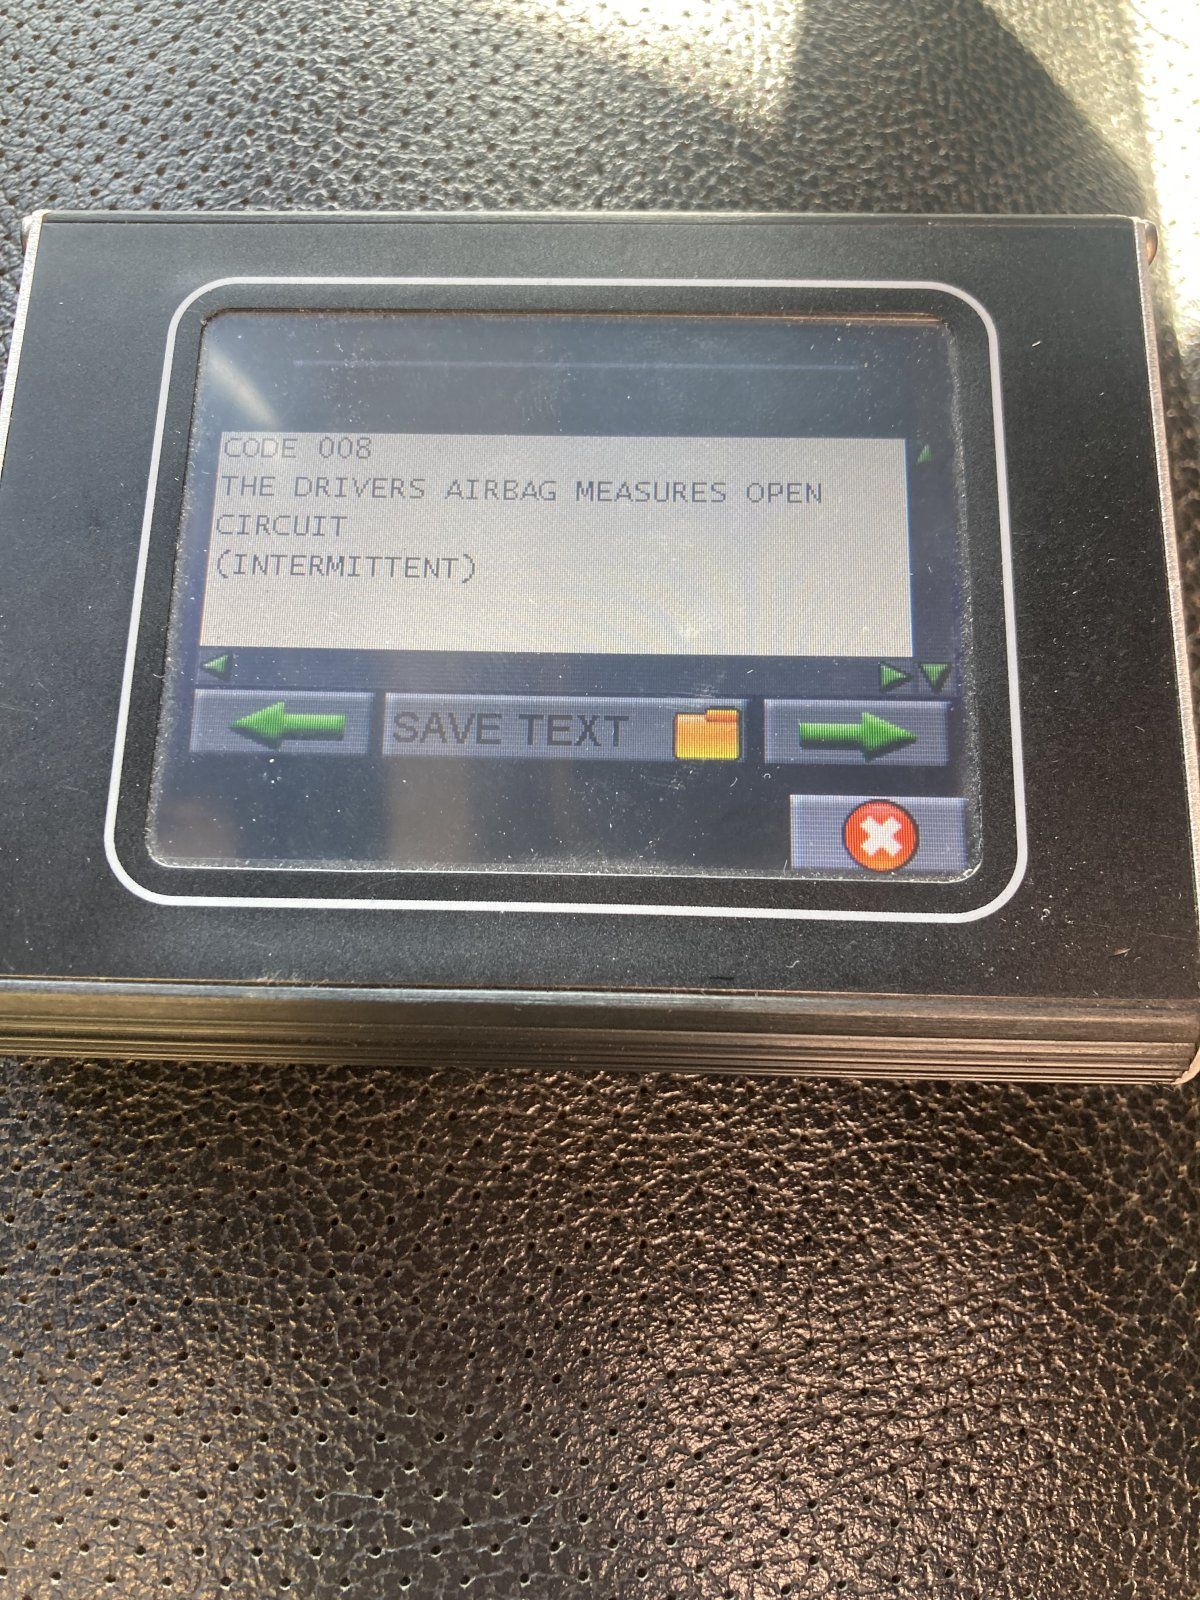 CODE 008
THE DRIVERS AIRBAG MEASURES OPEN
CIRCUIT
(INTERMITTENT)
SAVE TEXT